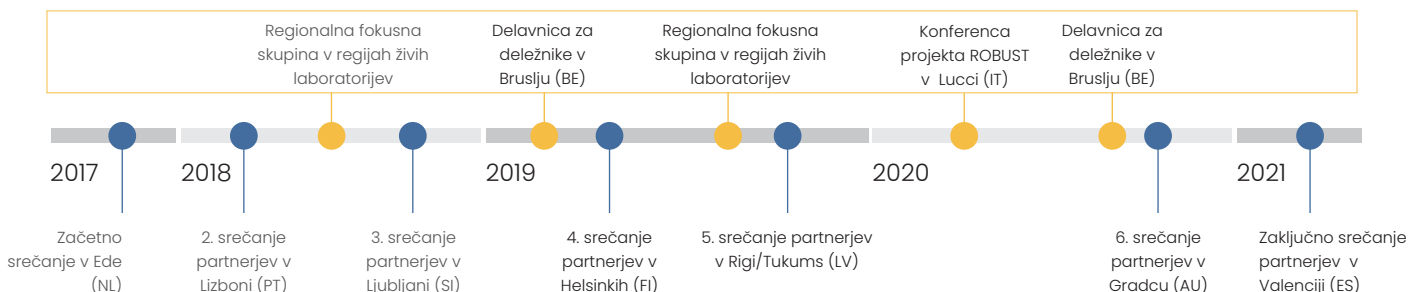 Regionalna fokusna
skupina v regijah živih
laboratorijev
Delavnica za
deležnike v
Bruslju (BE)
Regionalna fokusna
skupina v regijah živih
laboratorijev
Konferenca
projekta ROBUST
v Lucci (IT)
Delavnica za
deležnike v
Bruslju (BE)
2017
2018
2019
2020
2021
Začetno
srečanje v Ede
(NL)
2. srečanje
partnerjev v
Lizboni (PT)
3. srečanje
partnerjev v
Ljubljani (SI)
4. srečanje
partnerjev v
Helsinkih (FI)
5. srečanje partnerjev
v Rigi/Tukums (LV)
6. srečanje
partnerjev v
Gradcu (AU)
Zaključno srečanje
partnerjev v
Valenciji (ES)